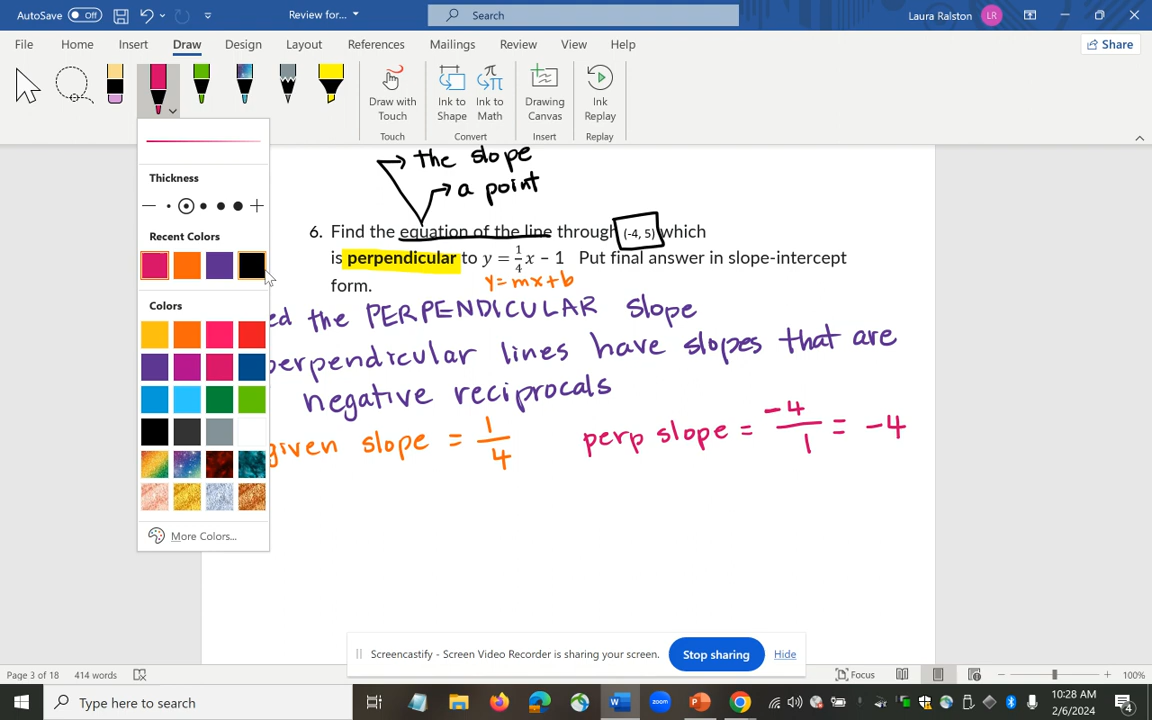 AutoSave Off Review for... Search Laura Ralston LR
File Home Insert Draw Design Layout References Mailings Review View Help Share
Draw with Touch Ink to Shape Ink to Math Drawing Canvas Ink Replay
Touch Convert Insert Replay
Thickness
Recent Colors
Colors
More Colors...
the slope
a point
6. Find the equation of the line through (-4, 5) which
is perpendicular to y = 1/4 x – 1 Put final answer in slope-intercept
y=mx+b
form.
ed the PERPENDICULAR slope
perpendicular lines have slopes that are
negative reciprocals
given slope = 1/4 perp slope = -4/1 = -4
Screencastify - Screen Video Recorder is sharing your screen. Stop sharing Hide
Page 3 of 18 414 words Focus 100%
Type here to search 10:28 AM
2/6/2024
4